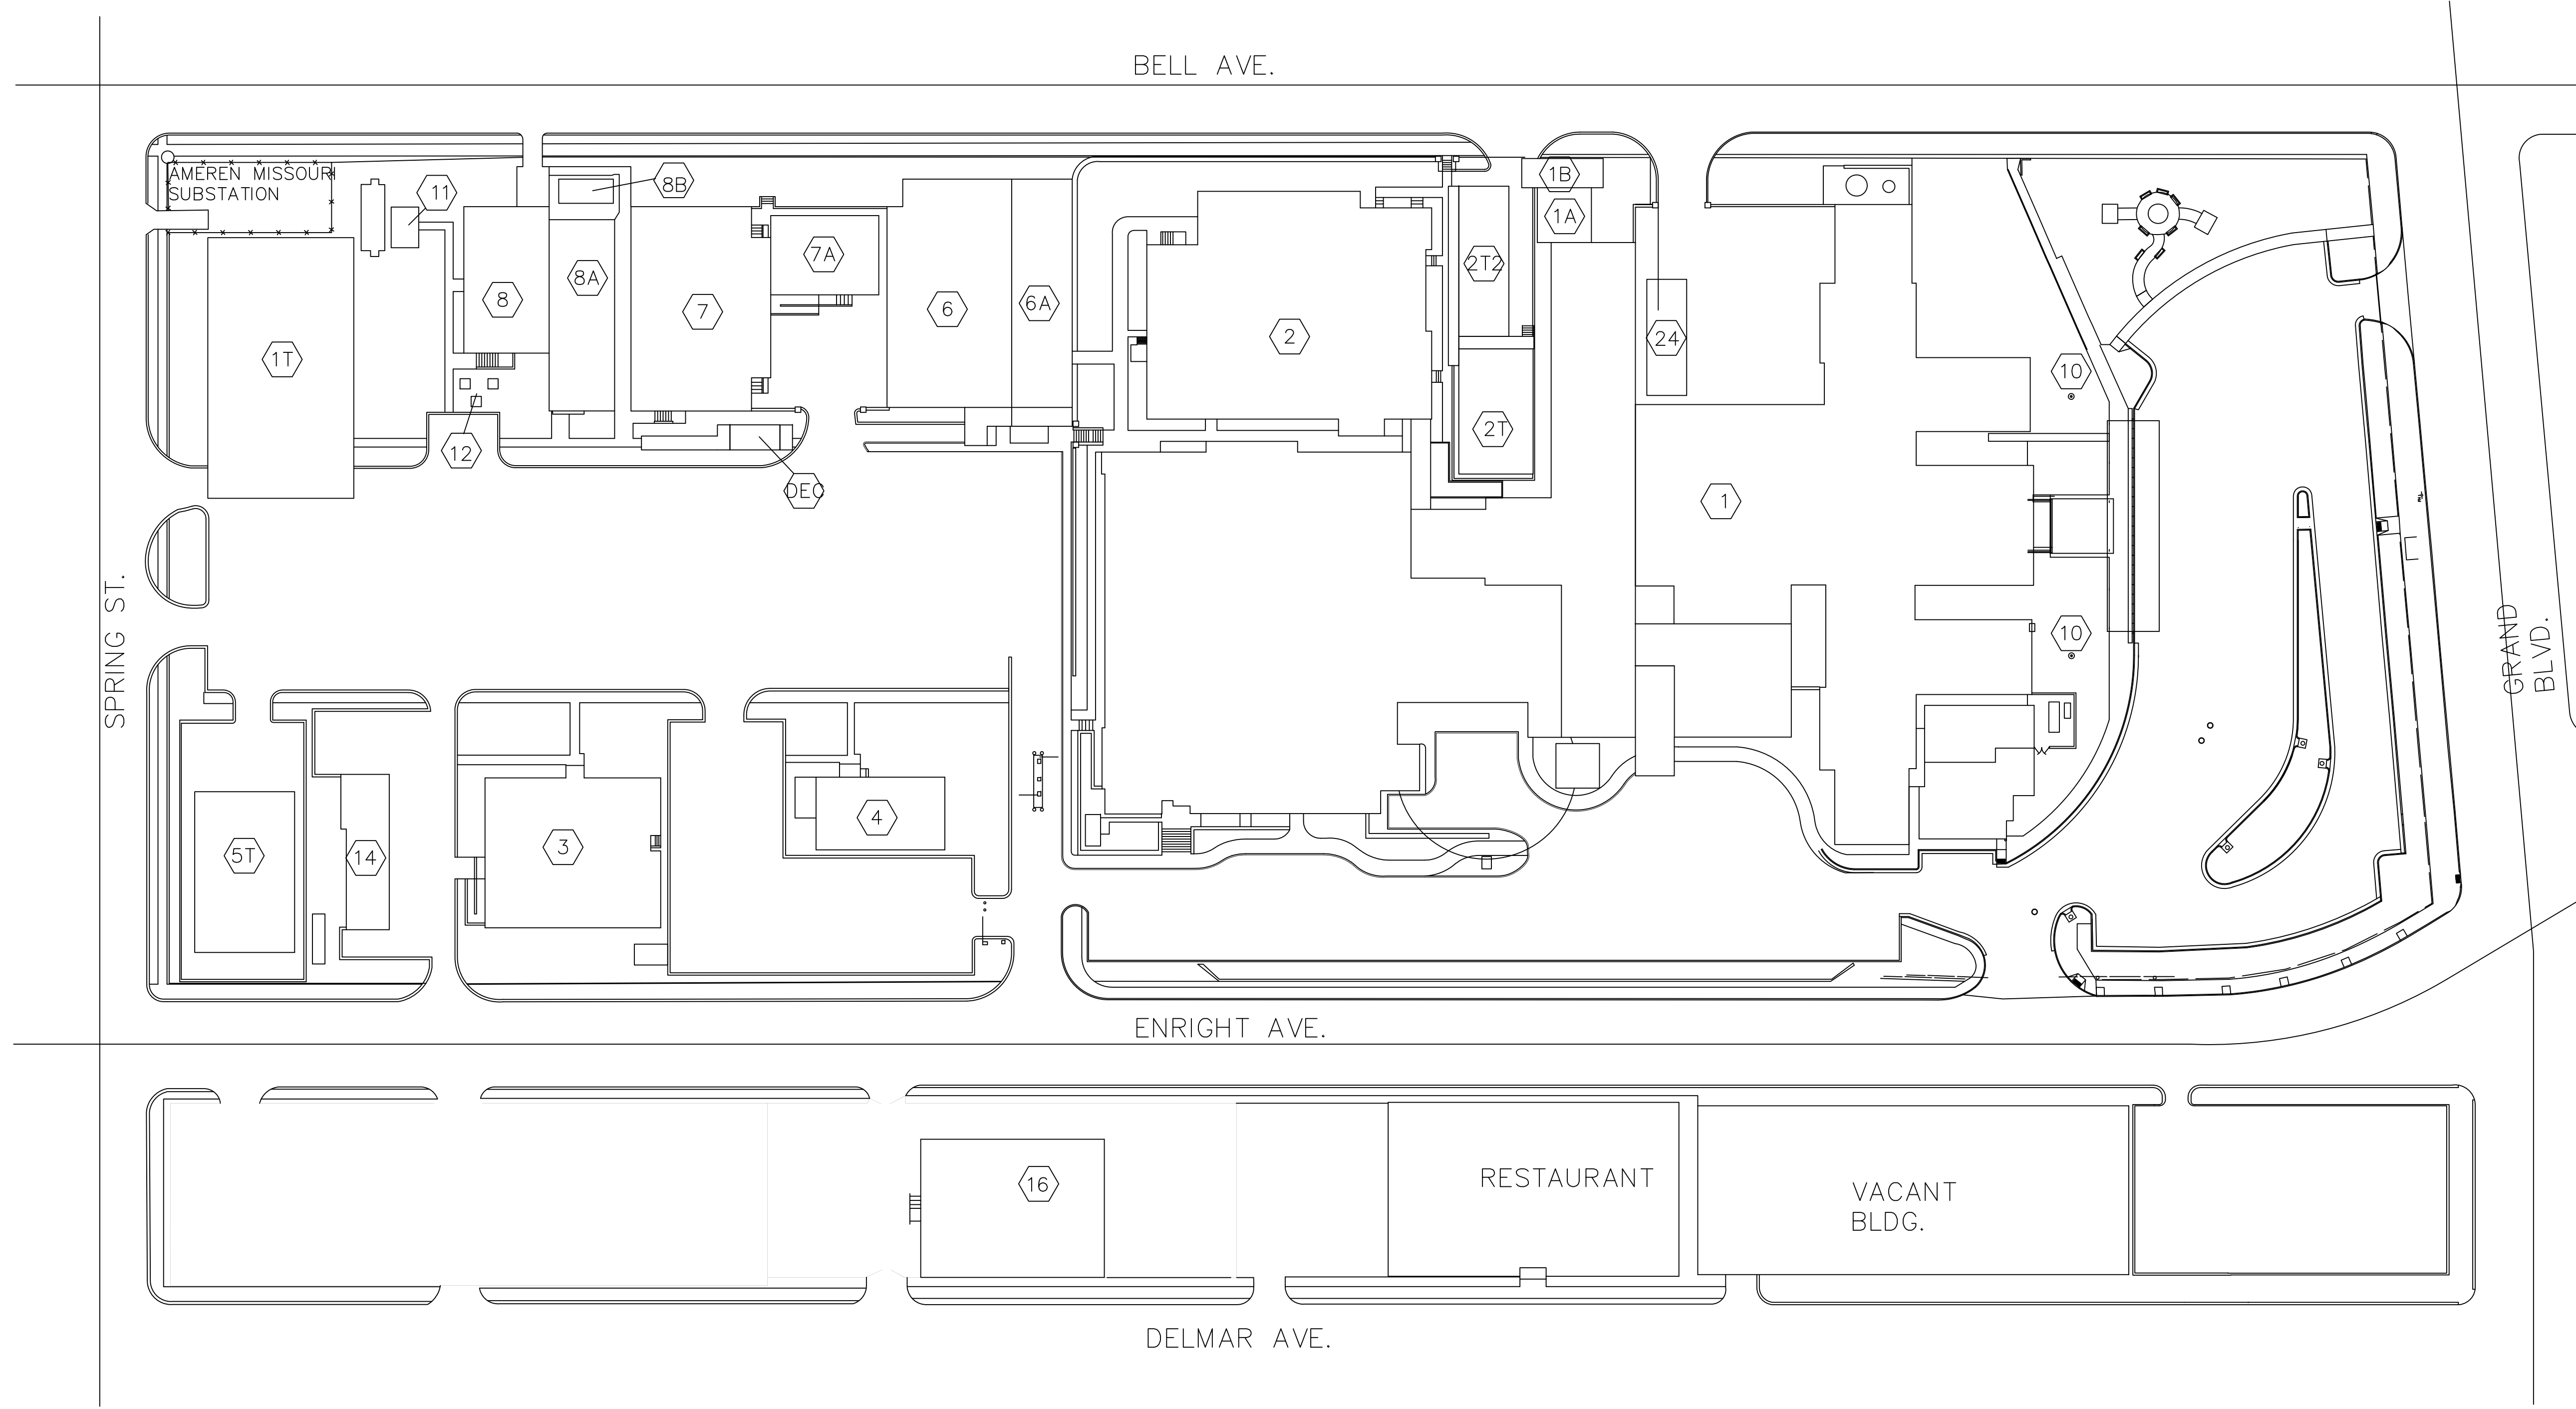 BELL AVE.
AMEREN MISSOURI
SUBSTATION
11
8B
1B
1A
7A
2T2
8A
8
7
6
6A
2
24
1T
10
12
2T
DEC
1
SPRING ST.
10
GRAND
BLVD.
5T
14
3
4
ENRIGHT AVE.
16
RESTAURANT
VACANT
BLDG.
DELMAR AVE.